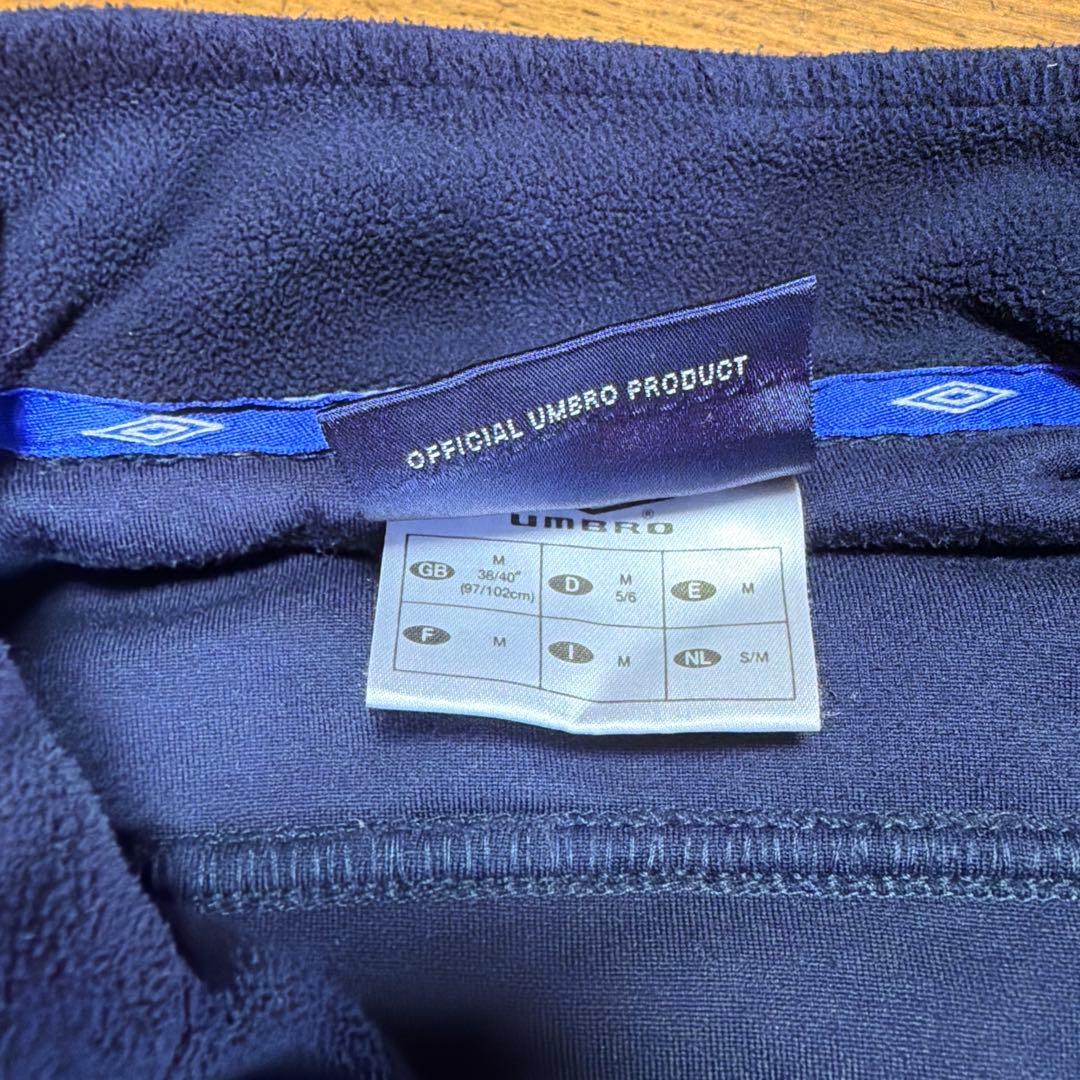 OFFICIAL UMBRO PRODUCT
UMBRO®
GB M 38/40" (97/102cm)
D M 5/6
E M
F M
I M
NL S/M